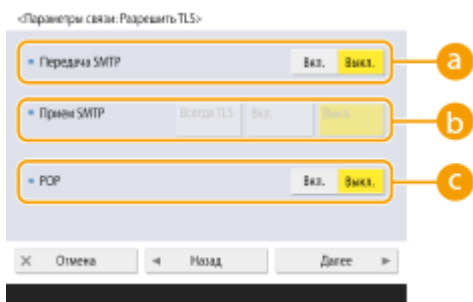 <Параметры связи: Разрешить TLS>
Передача SMTP Вкл. Выкл. a
Прием SMTP Всегда TLS Вкл. Выкл. b
POP Вкл. Выкл. c
Отмена Назад Далее